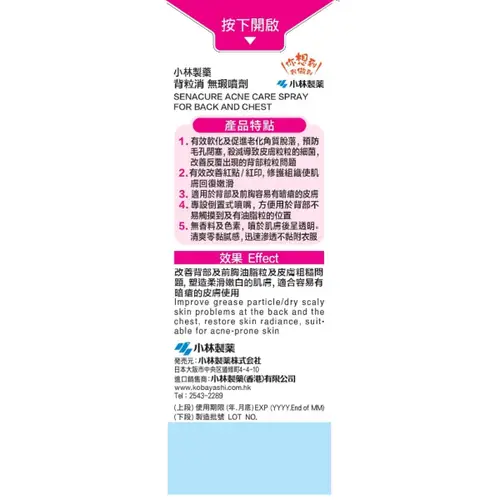 按下開啟
你想到
我做到
小林製藥
小林製藥
背粒消 無瑕噴劑
SENACURE ACNE CARE SPRAY
FOR BACK AND CHEST
產品特點
1. 有效軟化及促進老化角質脫落, 預防
毛孔閉塞, 殺滅導致皮膚粒粒的細菌,
改善反覆出現的背部粒粒問題
2. 有效改善紅點/紅印, 修護組織使肌
膚回復嫩滑
3. 適用於背部及前胸容易有暗瘡的皮膚
4. 專設倒置式噴嘴, 方便用於背部不
易觸摸到及有油脂粒的位置
5. 無香料及色素, 噴於肌膚後呈透明。
清爽零黏膩感, 迅速滲透不黏附衣服
效果 Effect
改善背部及前胸油脂粒及皮膚粗糙問
題, 塑造柔滑嫩白的肌膚, 適合容易有
暗瘡的皮膚使用
Improve grease particle/dry scaly
skin problems at the back and the
chest, restore skin radiance, suit-
able for acne-prone skin
小林製藥
發売元: 小林製藥株式会社
日本大阪市中央区道修町4-4-10
進口銷售商: 小林製藥(香港)有限公司
www.kobayashi.com.hk
Tel : 2543-2289
(上段) 使用期限 (年,月底) EXP (YYYY.End of MM)
(下段) 製造批號 LOT NO.